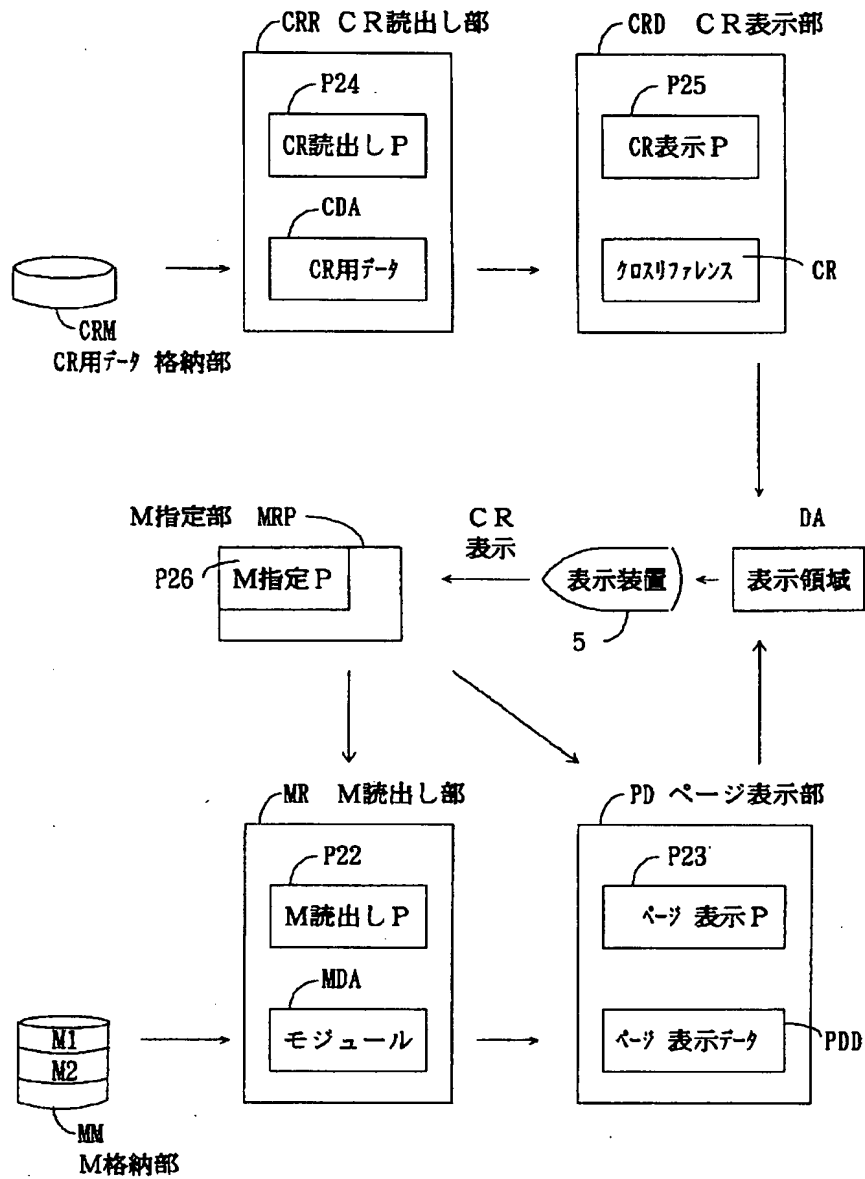 CRR CR読出し部
CRD CR表示部
P24
P25
CR読出しP
CR表示P
CDA
CR用データ
クロスリファレンス
CR
CRM
CR用データ 格納部
M指定部 MRP
CR
表示
DA
P26
M指定P
表示装置
表示領域
5
MR M読出し部
PD ページ表示部
P22
P23
M読出しP
ページ 表示P
MDA
M1
M2
モジュール
ページ 表示データ
PDD
MM
M格納部